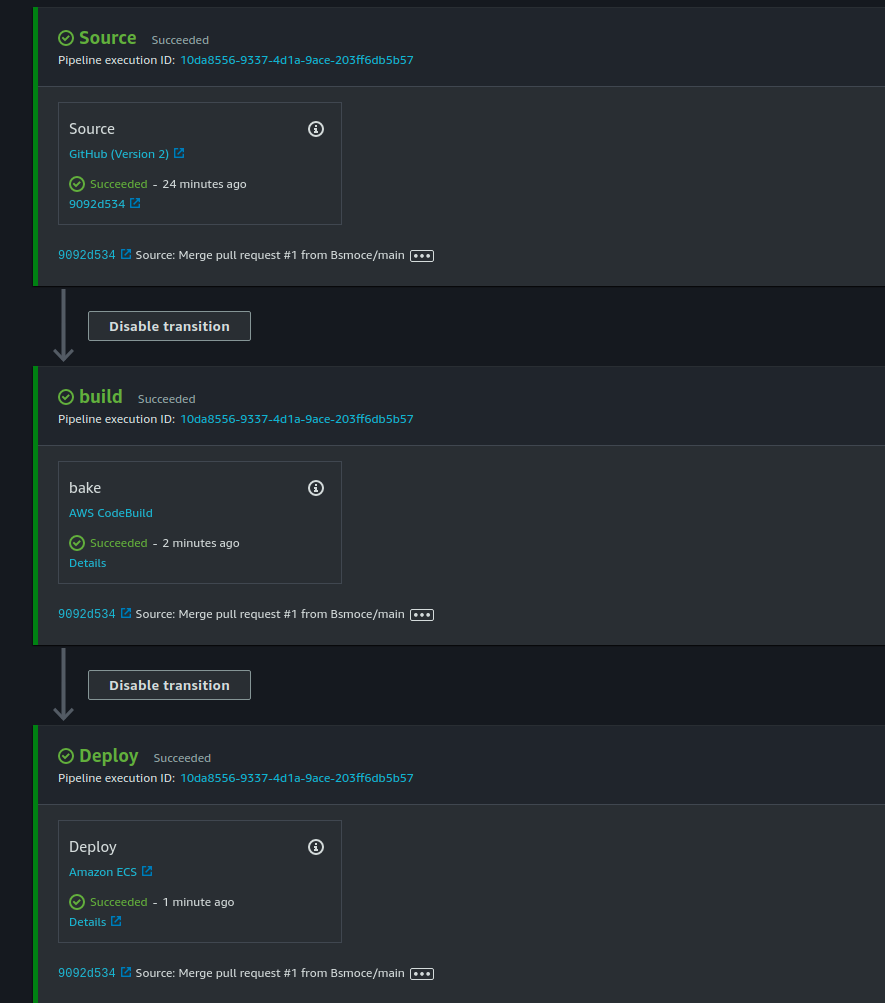 Source Succeeded
Pipeline execution ID: 10da8556-9337-4d1a-9ace-203ff6db5b57
Source
GitHub (Version 2)
Succeeded - 24 minutes ago
9092d534
9092d534 Source: Merge pull request #1 from Bsmoce/main
Disable transition
build Succeeded
Pipeline execution ID: 10da8556-9337-4d1a-9ace-203ff6db5b57
bake
AWS CodeBuild
Succeeded - 2 minutes ago
Details
9092d534 Source: Merge pull request #1 from Bsmoce/main
Disable transition
Deploy Succeeded
Pipeline execution ID: 10da8556-9337-4d1a-9ace-203ff6db5b57
Deploy
Amazon ECS
Succeeded - 1 minute ago
Details
9092d534 Source: Merge pull request #1 from Bsmoce/main